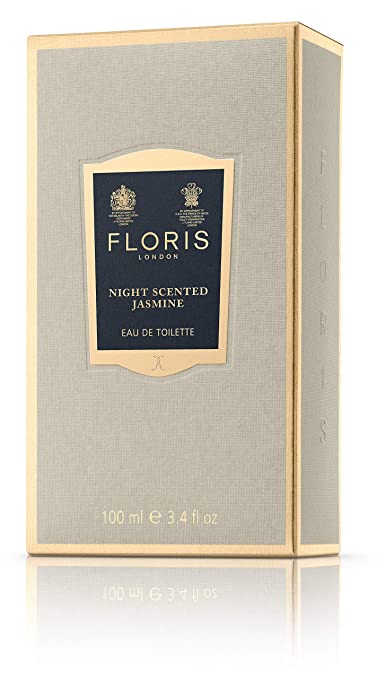 FLORIS
LONDON
NIGHT SCENTED
JASMINE
EAU DE TOILETTE
100 ml ℮ 3.4 fl oz
FLORIS